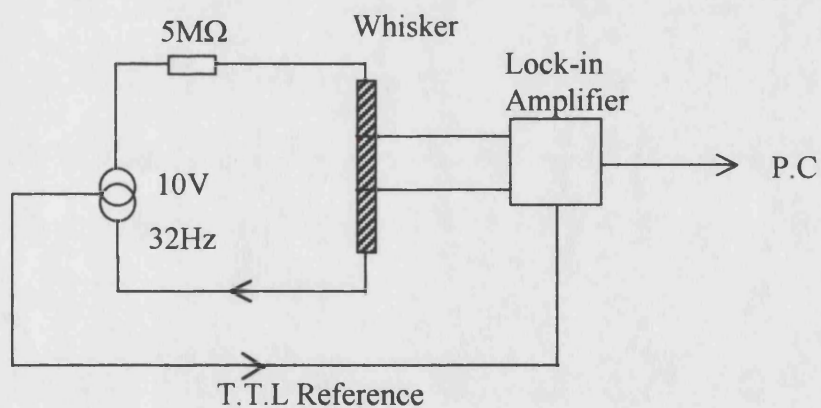 5MΩ
Whisker
Lock-in
Amplifier
P.C
10V
32Hz
T.T.L Reference